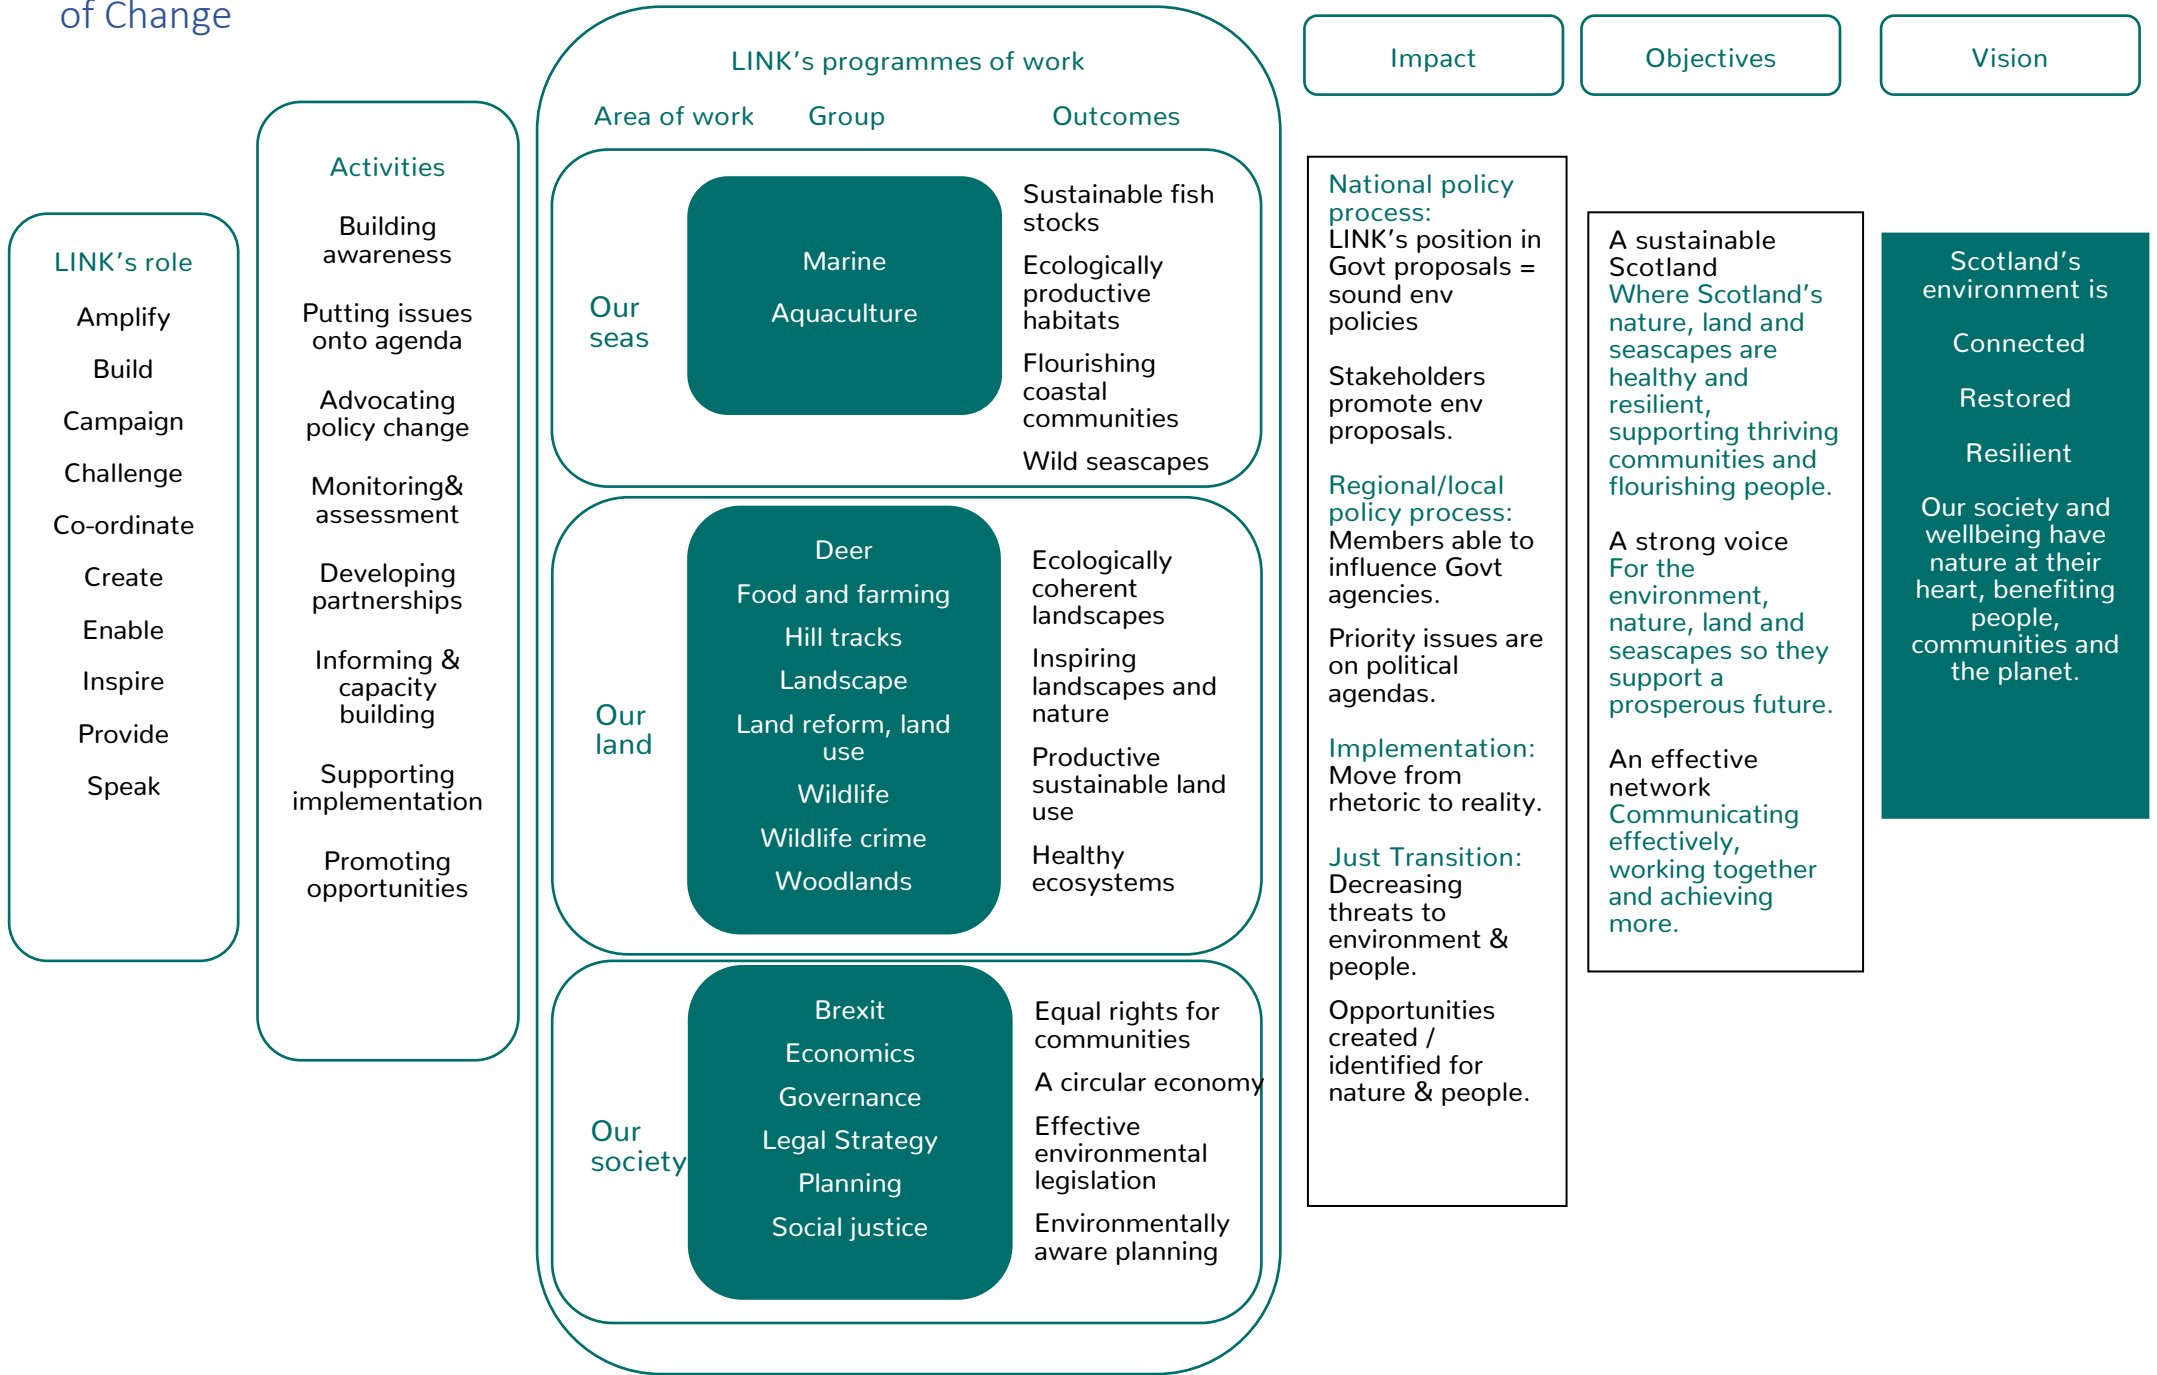 of Change
LINK's role
Amplify
Build
Campaign
Challenge
Co-ordinate
Create
Enable
Inspire
Provide
Speak
Activities
Building
awareness
Putting issues
onto agenda
Advocating
policy change
Monitoring&
assessment
Developing
partnerships
Informing &
capacity
building
Supporting
implementation
Promoting
opportunities
LINK's programmes of work
Area of work
Group
Outcomes
Our
seas
Marine
Aquaculture
Sustainable fish
stocks
Ecologically
productive
habitats
Flourishing
coastal
communities
Wild seascapes
Our
land
Deer
Food and farming
Hill tracks
Landscape
Land reform, land
use
Wildlife
Wildlife crime
Woodlands
Ecologically
coherent
landscapes
Inspiring
landscapes and
nature
Productive
sustainable land
use
Healthy
ecosystems
Our
society
Brexit
Economics
Governance
Legal Strategy
Planning
Social justice
Equal rights for
communities
A circular economy
Effective
environmental
legislation
Environmentally
aware planning
Impact
National policy
process:
LINK's position in
Govt proposals =
sound env
policies
Stakeholders
promote env
proposals.
Regional/local
policy process:
Members able to
influence Govt
agencies.
Priority issues are
on political
agendas.
Implementation:
Move from
rhetoric to reality.
Just Transition:
Decreasing
threats to
environment &
people.
Opportunities
created /
identified for
nature & people.
Objectives
A sustainable
Scotland
Where Scotland's
nature, land and
seascapes are
healthy and
resilient,
supporting thriving
communities and
flourishing people.
A strong voice
For the
environment,
nature, land and
seascapes so they
support a
prosperous future.
An effective
network
Communicating
effectively,
working together
and achieving
more.
Vision
Scotland's
environment is
Connected
Restored
Resilient
Our society and
wellbeing have
nature at their
heart, benefiting
people,
communities and
the planet.